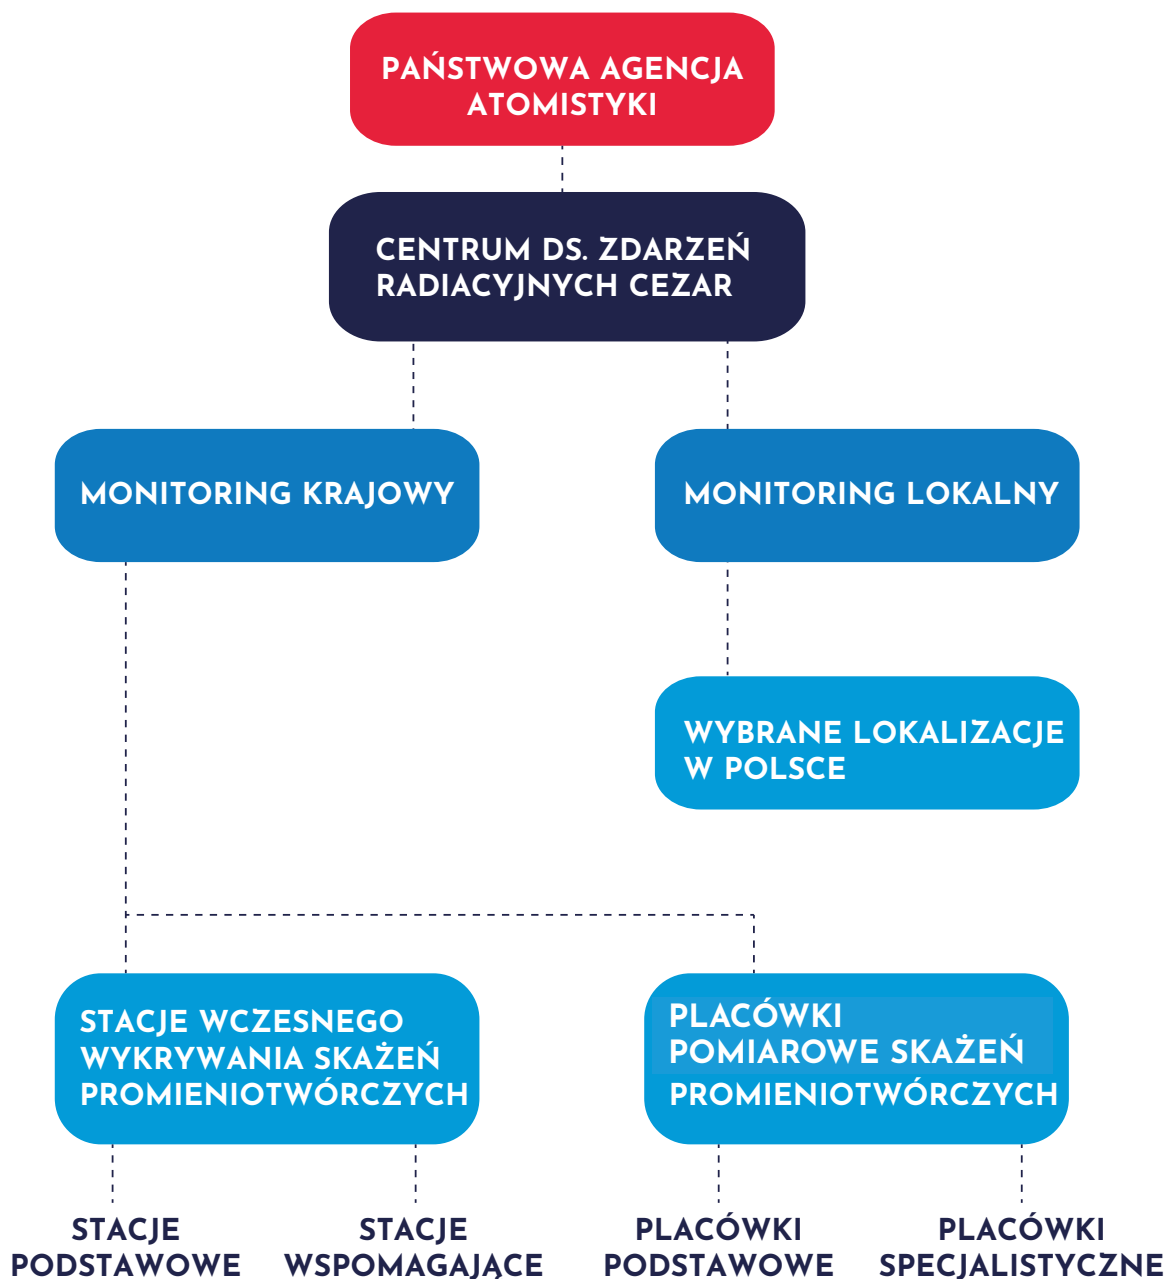 PAŃSTWOWA AGENCJA
ATOMISTYKI
CENTRUM DS. ZDARZEŃ
RADIACYJNYCH CEZAR
MONITORING KRAJOWY
MONITORING LOKALNY
WYBRANE LOKALIZACJE
W POLSCE
STACJE WCZESNEGO
WYKRYWANIA SKAŻEŃ
PROMIENIOTWÓRCZYCH
PLACÓWKI
POMIAROWE SKAŻEŃ
PROMIENIOTWÓRCZYCH
STACJE
PODSTAWOWE
STACJE
WSPOMAGAJĄCE
PLACÓWKI
PODSTAWOWE
PLACÓWKI
SPECJALISTYCZNE